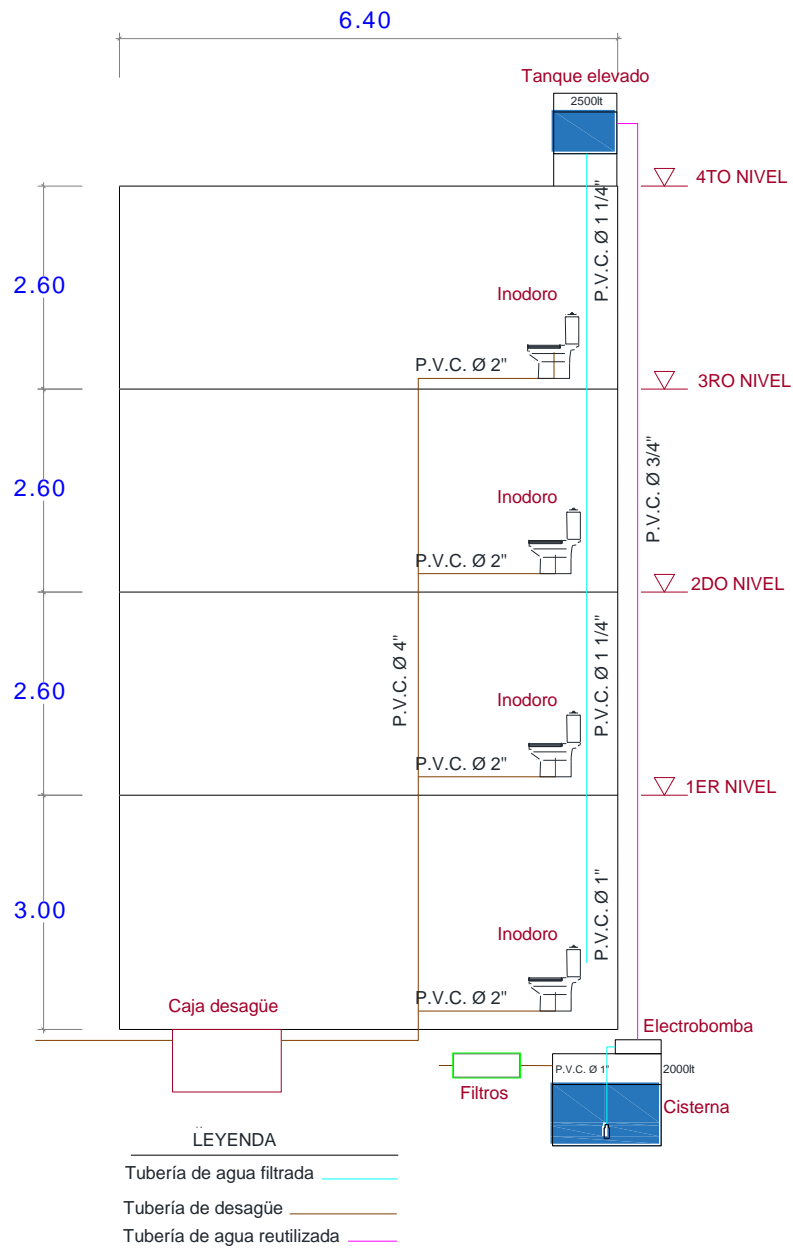 6.40
Tanque elevado
2500lt
4TO NIVEL
P.V.C. Ø 1 1/4"
2.60
Inodoro
P.V.C. Ø 2"
3RO NIVEL
P.V.C. Ø 3/4"
2.60
Inodoro
P.V.C. Ø 2"
2DO NIVEL
P.V.C. Ø 4"
P.V.C. Ø 1 1/4"
2.60
Inodoro
P.V.C. Ø 2"
1ER NIVEL
3.00
P.V.C. Ø 1"
Inodoro
P.V.C. Ø 2"
Caja desagüe
Electrobomba
P.V.C. Ø 1"
2000lt
Filtros
Cisterna
LEYENDA
Tubería de agua filtrada
Tubería de desagüe
Tubería de agua reutilizada